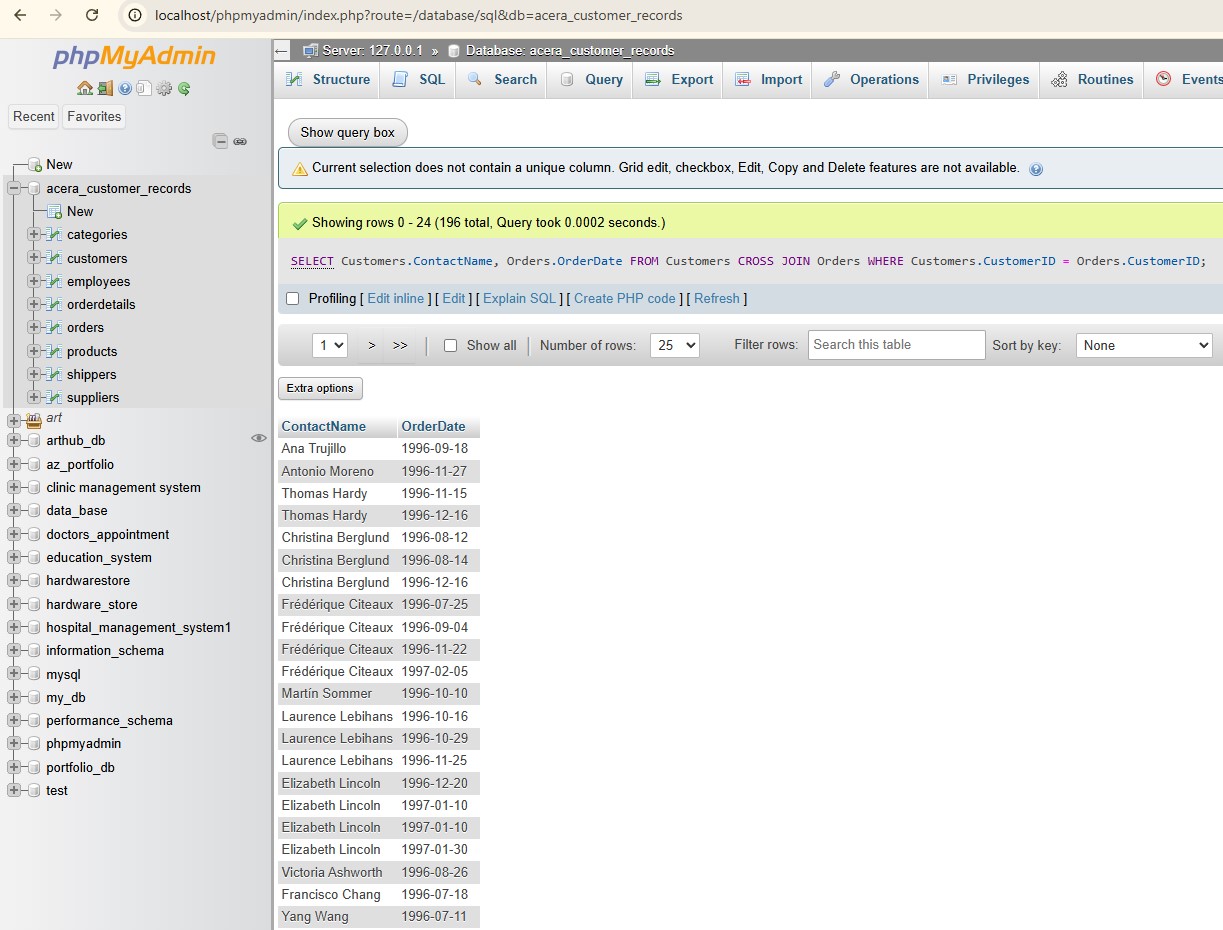 localhost/phpmyadmin/index.php?route=/database/sql&db=acera_customer_records
phpMyAdmin
Recent
Favorites
New
acera_customer_records
New
categories
customers
employees
orderdetails
orders
products
shippers
suppliers
art
arthub_db
az_portfolio
clinic management system
data_base
doctors_appointment
education_system
hardwarestore
hardware_store
hospital_management_system1
information_schema
mysql
my_db
performance_schema
phpmyadmin
portfolio_db
test
Server: 127.0.0.1 » Database: acera_customer_records
Structure SQL Search Query Export Import Operations Privileges Routines Events
Show query box
Current selection does not contain a unique column. Grid edit, checkbox, Edit, Copy and Delete features are not available.
Showing rows 0 - 24 (196 total, Query took 0.0002 seconds.)
SELECT Customers.ContactName, Orders.OrderDate FROM Customers CROSS JOIN Orders WHERE Customers.CustomerID = Orders.CustomerID;
Profiling [ Edit inline ] [ Edit ] [ Explain SQL ] [ Create PHP code ] [ Refresh ]
1 > >> | Show all | Number of rows: 25 Filter rows: Search this table Sort by key: None
Extra options
ContactName OrderDate
Ana Trujillo 1996-09-18
Antonio Moreno 1996-11-27
Thomas Hardy 1996-11-15
Thomas Hardy 1996-12-16
Christina Berglund 1996-08-12
Christina Berglund 1996-08-14
Christina Berglund 1996-12-16
Frédérique Citeaux 1996-07-25
Frédérique Citeaux 1996-09-04
Frédérique Citeaux 1996-11-22
Frédérique Citeaux 1997-02-05
Martín Sommer 1996-10-10
Laurence Lebihans 1996-10-16
Laurence Lebihans 1996-10-29
Laurence Lebihans 1996-11-25
Elizabeth Lincoln 1996-12-20
Elizabeth Lincoln 1997-01-10
Elizabeth Lincoln 1997-01-10
Elizabeth Lincoln 1997-01-30
Victoria Ashworth 1996-08-26
Francisco Chang 1996-07-18
Yang Wang 1996-07-11